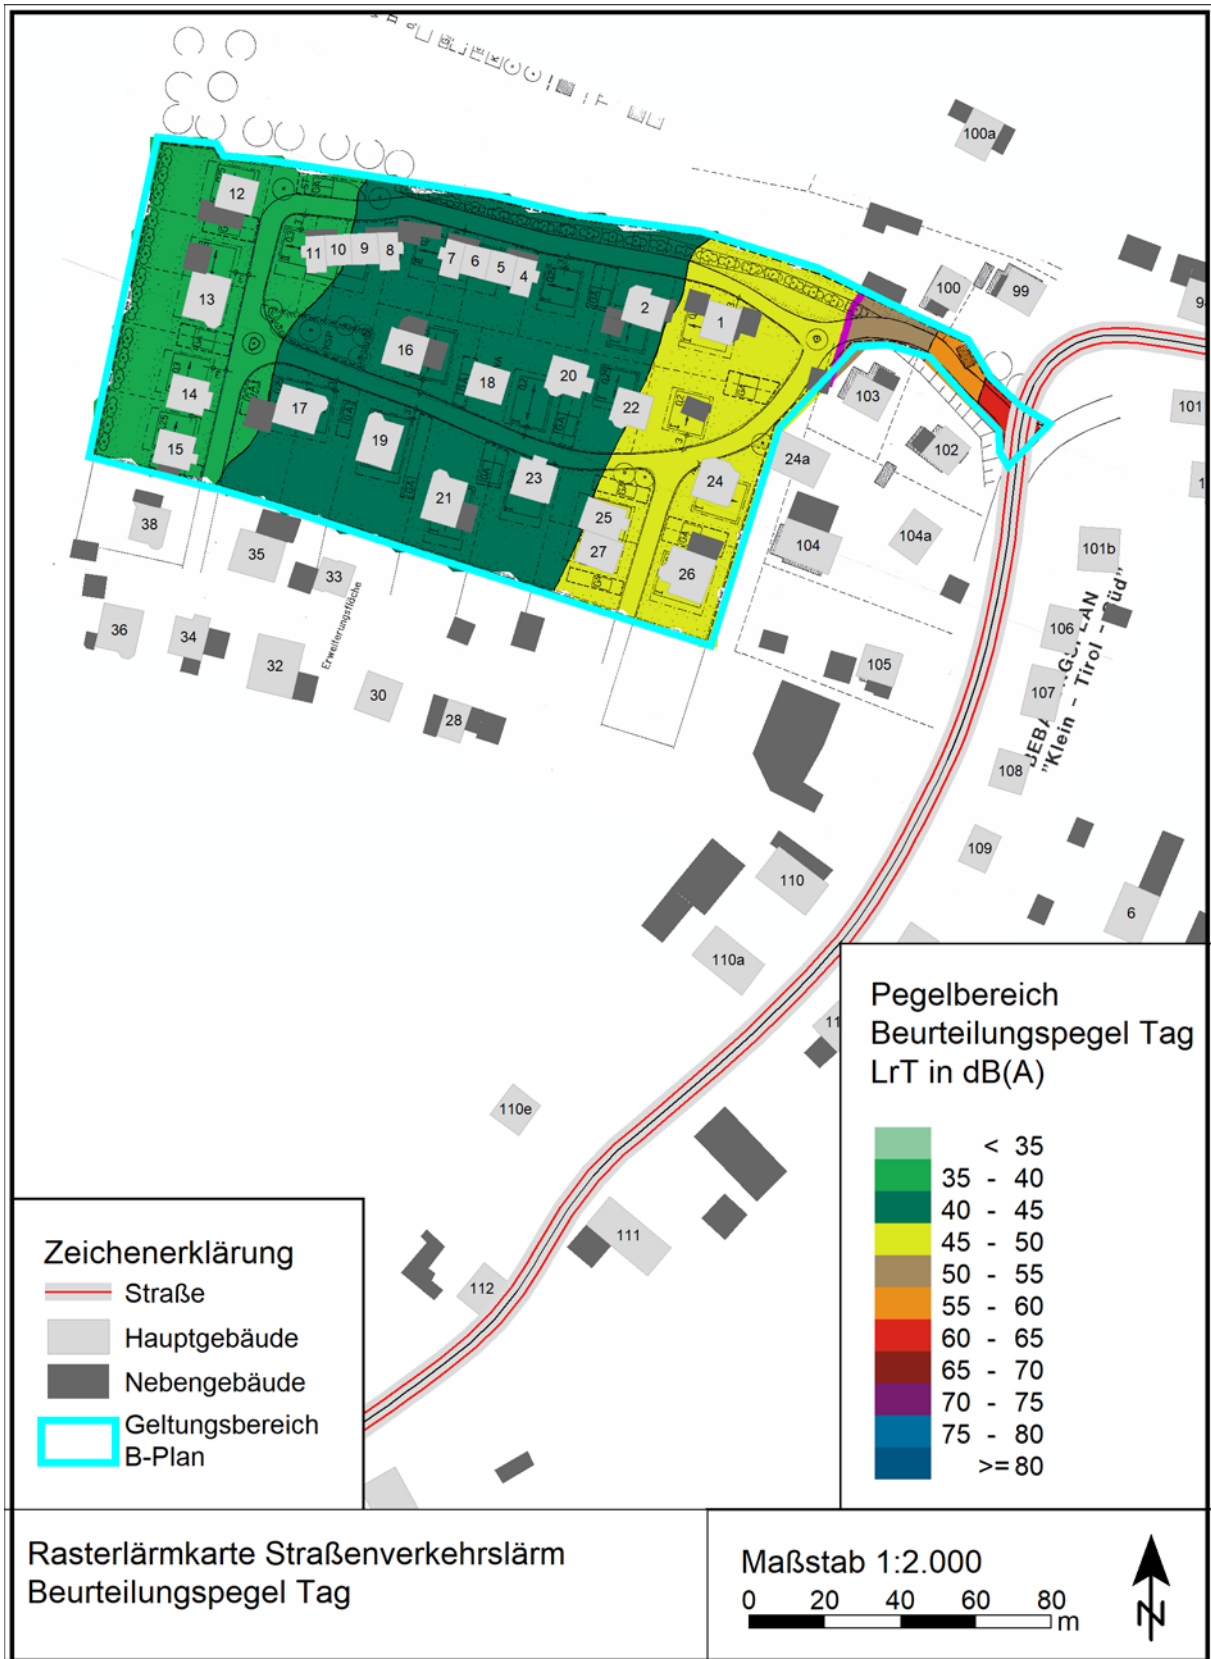 100a
12
11
10
9
8
7
6
5
4
2
1
100
99
13
16
18
20
22
103
101
14
17
19
102
15
23
24
24a
21
25
27
26
38
35
33
104
104a
101b
36
34
32
30
28
Erweiterungsfläche
105
106
107
108
109
"Klein - Tirol - Süd"
110
110a
6
110e
111
112
Pegelbereich
Beurteilungspegel Tag
LrT in dB(A)
< 35
35 - 40
40 - 45
45 - 50
50 - 55
55 - 60
60 - 65
65 - 70
70 - 75
75 - 80
>= 80
Zeichenerklärung
Straße
Hauptgebäude
Nebengebäude
Geltungsbereich
B-Plan
Rasterlärmkarte Straßenverkehrslärm
Beurteilungspegel Tag
Maßstab 1:2.000
0 20 40 60 80
m
N